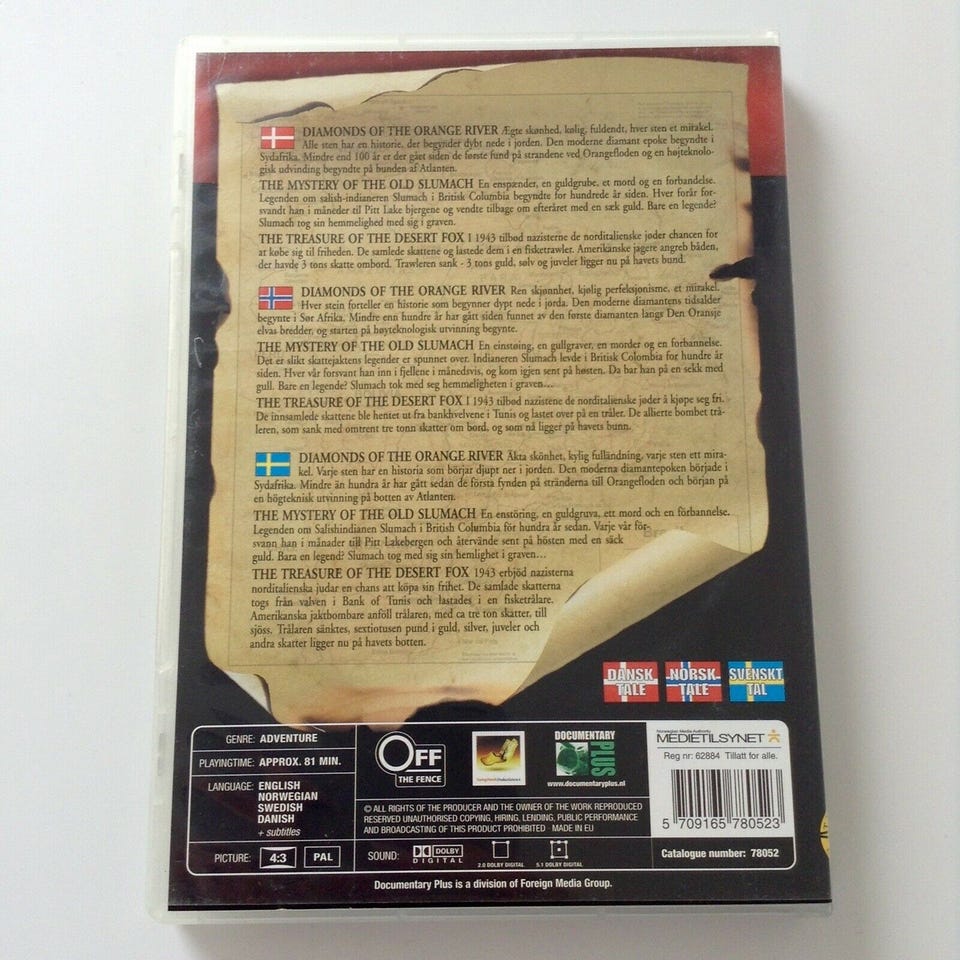 DIAMONDS OF THE ORANGE RIVER Ægte skønhed, kølig, fuldendt, hver sten et mirakel.
Alle sten har en historie, der begynder dybt nede i jorden. Den moderne diamant epoke begyndte i
Sydafrika. Mindre end 100 år er der gået siden de første fund på strandene ved Orangefloden og en højteknolo-
gisk udvinding begyndte på bunden af Atlanten.
THE MYSTERY OF THE OLD SLUMACH En enspænder, en guldgrube, et mord og en forbandelse.
Legenden om salish-indianeren Slumach i Britisk Columbia begyndte for hundrede år siden. Hver forår for-
svandt han i måneder til Pitt Lake bjergene og vendte tilbage om efteråret med en sæk guld. Bare en legende?
Slumach tog sin hemmelighed med sig i graven.
THE TREASURE OF THE DESERT FOX I 1943 tilbød nazisterne de norditalienske jøder chancen for
at købe sig til friheden. De samlede skattene og lastede dem i en fisketrawler. Amerikanske jagere angreb båden,
der havde 3 tons skatte ombord. Trawleren sank - 3 tons guld, sølv og juveler ligger nu på havets bund.
DIAMONDS OF THE ORANGE RIVER Ren skjønnhet, kjølig perfeksjonisme, et mirakel.
Hver stein forteller en historie som begynner dypt nede i jorda. Den moderne diamantens tidsalder
begynte i Sør Afrika. Mindre enn hundre år har gått siden funnet av den første diamanten langs Den Oransje
elvas bredder, og starten på høyteknologisk utvinning begynte.
THE MYSTERY OF THE OLD SLUMACH En einstøing, en gullgraver, en morder og en forbannelse.
Det er slikt skattejaktens legender er spunnet over. Indianeren Slumach levde i Britisk Colombia for hundre år
siden. Hver vår forsvant han inn i fjellene i månedsvis, og kom igjen sent på høsten. Da bar han på en sekk med
gull. Bare en legende? Slumach tok med seg hemmeligheten i graven...
THE TREASURE OF THE DESERT FOX I 1943 tilbød nazistene de norditalienske jøder å kjøpe seg fri.
De innsamlede skattene ble hentet ut fra bankhvelvene i Tunis og lastet over på en tråler. De allierte bombet trå-
leren, som sank med omtrent tre tonn skatter om bord, og som nå ligger på havets bunn.
DIAMONDS OF THE ORANGE RIVER Äkta skönhet, kylig fulländning, varje sten ett mira-
kel. Varje sten har en historia som börjar djupt ner i jorden. Den moderna diamantepoken började i
Sydafrika. Mindre än hundra år har gått sedan de första fynden på stränderna till Orangefloden och början på
en högteknisk utvinning på botten av Atlanten.
THE MYSTERY OF THE OLD SLUMACH En enstöring, en guldgruva, ett mord och en förbannelse.
Legenden om Salishindianen Slumach i British Columbia för hundra år sedan. Varje vår för-
svann han i månader till Pitt Lakebergen och återvände sent på hösten med en säck
guld. Bara en legend? Slumach tog med sig sin hemlighet i graven...
THE TREASURE OF THE DESERT FOX 1943 erbjöd nazisterna
norditalienska judar en chans att köpa sin frihet. De samlade skatterna
togs från valven i Bank of Tunis och lastades i en fisketrålare.
Amerikanska jaktbombare anföll trålaren, med ca tre ton skatter, till
sjöss. Trålaren sänktes, sextiotusen pund i guld, silver, juveler och
andra skatter ligger nu på havets botten.
DANSK TALE
NORSK TALE
SVENSKT TAL
GENRE: ADVENTURE
PLAYINGTIME: APPROX. 81 MIN.
LANGUAGE: ENGLISH
NORWEGIAN
SWEDISH
DANISH
+ subtitles
PICTURE: 4:3 PAL
OFF
THE FENCE
DOCUMENTARY
PLUS
www.documentaryplus.nl
© ALL RIGHTS OF THE PRODUCER AND THE OWNER OF THE WORK REPRODUCED
RESERVED UNAUTHORISED COPYING, HIRING, LENDING, PUBLIC PERFORMANCE
AND BROADCASTING OF THIS PRODUCT PROHIBITED · MADE IN EU
SOUND: DOLBY
DIGITAL
2.0 DOLBY DIGITAL
5.1 DOLBY DIGITAL
Norwegian Media Authority
MEDIETILSYNET
Reg nr: 62884 Tillatt for alle.
5 709165 780523
Catalogue number: 78052
Documentary Plus is a division of Foreign Media Group.